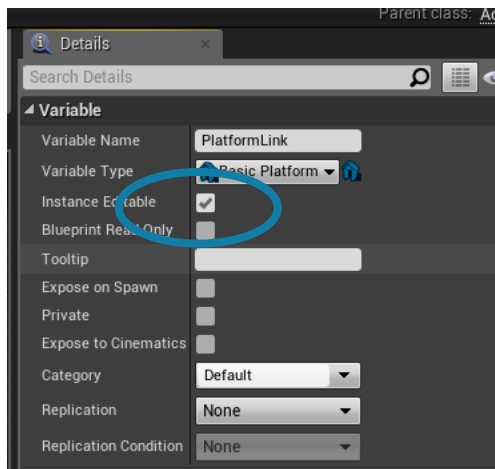 Parent class: Ac
Details
Search Details
Variable
Variable Name PlatformLink
Variable Type Basic Platform
Instance Editable
Blueprint Read Only
Tooltip
Expose on Spawn
Private
Expose to Cinematics
Category Default
Replication None
Replication Condition None